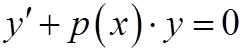 y′ + p(x)·y = 0